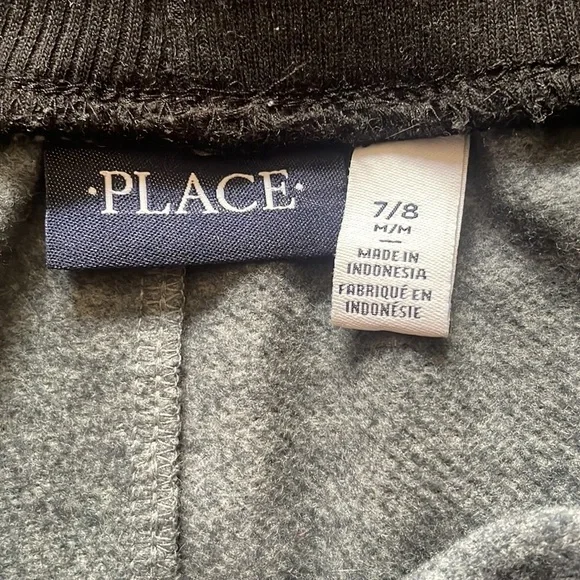 ·PLACE·
7/8
M/M
MADE IN
INDONESIA
FABRIQUÉ EN
INDONÉSIE